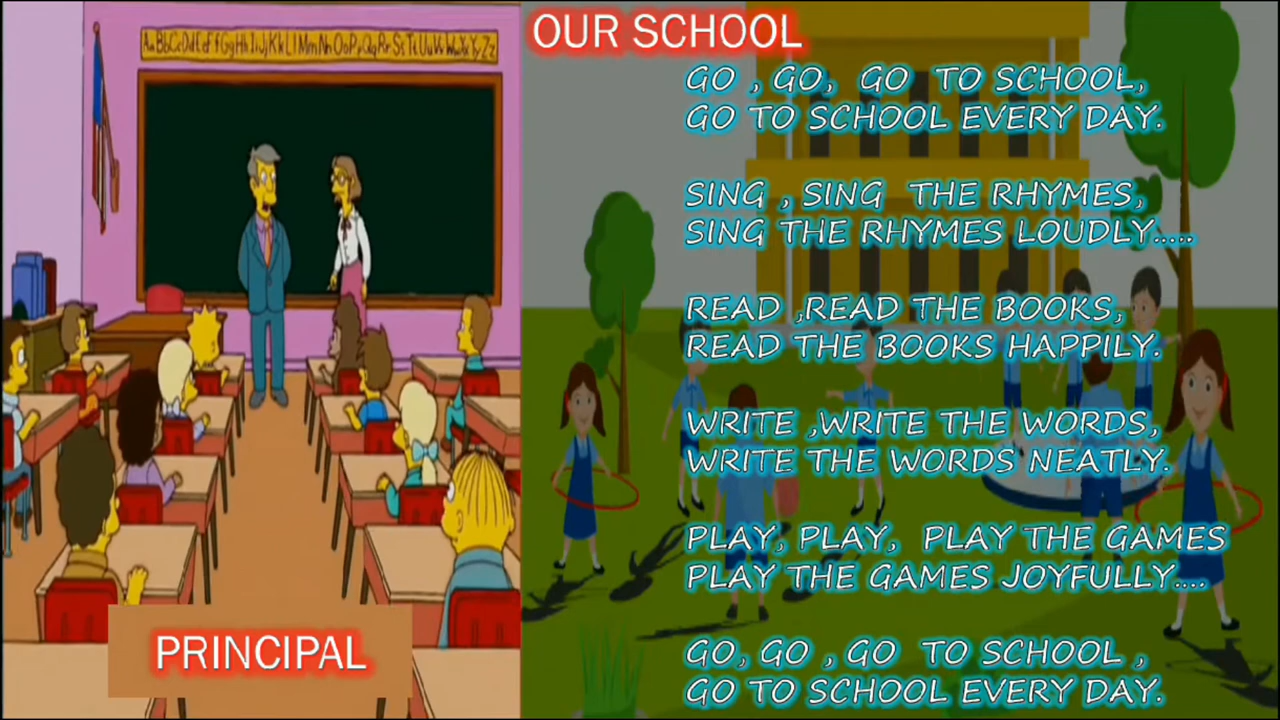 AaBbCcDdEeFfGgHhIiJjKkLlMmNnOoPpQqRrSsTtUuVvWwXxYyZz
PRINCIPAL
OUR SCHOOL
GO , GO, GO TO SCHOOL,
GO TO SCHOOL EVERY DAY.
SING , SING THE RHYMES,
SING THE RHYMES LOUDLY.....
READ ,READ THE BOOKS,
READ THE BOOKS HAPPILY.
WRITE ,WRITE THE WORDS,
WRITE THE WORDS NEATLY.
PLAY, PLAY, PLAY THE GAMES
PLAY THE GAMES JOYFULLY....
GO, GO , GO TO SCHOOL ,
GO TO SCHOOL EVERY DAY.